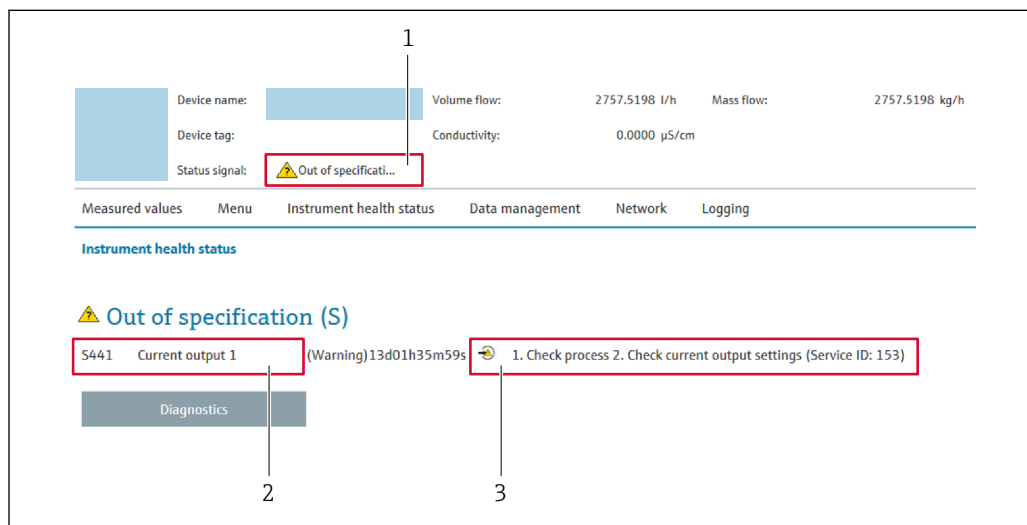 1
Device name: Volume flow: 2757.5198 l/h Mass flow: 2757.5198 kg/h
Device tag: Conductivity: 0.0000 µS/cm
Status signal: Out of specificati...
Measured values Menu Instrument health status Data management Network Logging
Instrument health status
Out of specification (S)
S441 Current output 1 (Warning)13d01h35m59s 1. Check process 2. Check current output settings (Service ID: 153)
Diagnostics
2 3